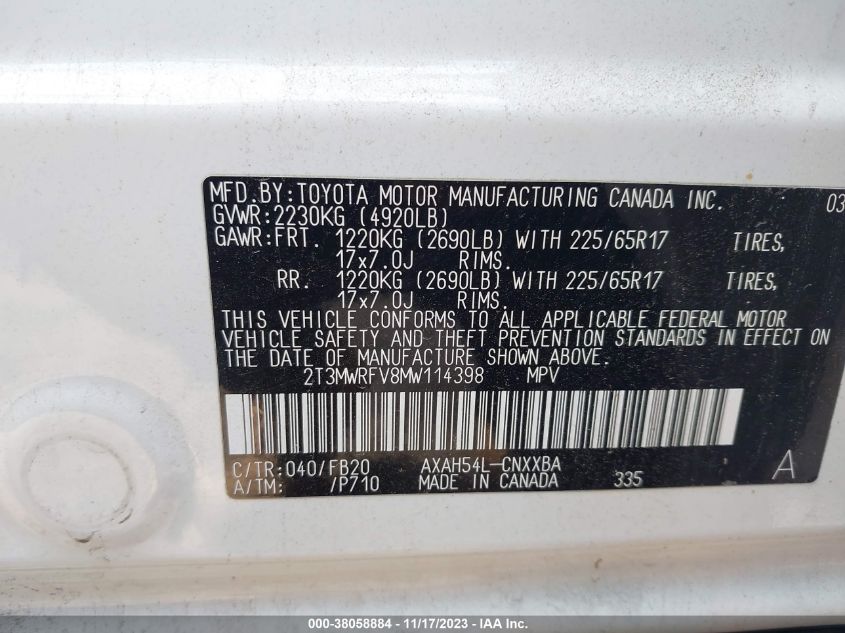 MFD. BY: TOYOTA MOTOR MANUFACTURING CANADA INC. 03
GVWR: 2230KG (4920LB)
GAWR: FRT. 1220KG (2690LB) WITH 225/65R17 TIRES,
17x7.0J RIMS.
RR. 1220KG (2690LB) WITH 225/65R17 TIRES,
17x7.0J RIMS.
THIS VEHICLE CONFORMS TO ALL APPLICABLE FEDERAL MOTOR
VEHICLE SAFETY AND THEFT PREVENTION STANDARDS IN EFFECT ON
THE DATE OF MANUFACTURE SHOWN ABOVE.
2T3MWRFV8MW114398 MPV
C/TR: 040/FB20 AXAH54L-CNXXBA A
A/TM: /P710 MADE IN CANADA 335
000-38058884 - 11/17/2023 - IAA Inc.